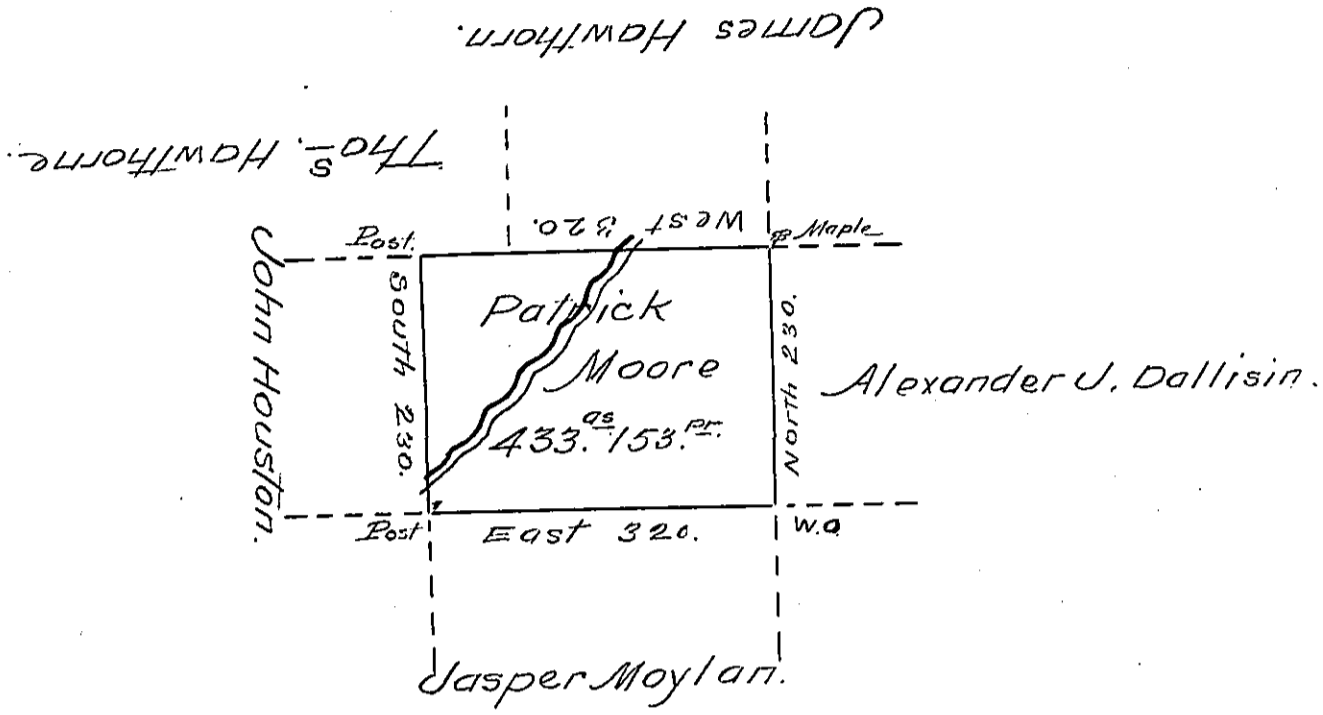 James Hawthorn.
Thos. Hawthorne.
West 320.
Post.
Maple
John Houston.
South 230.
Patrick
Moore
433.as 153.pr.
North 230.
Alexander J. Dallisin.
Post
East 320.
W.O
Jasper Moylan.